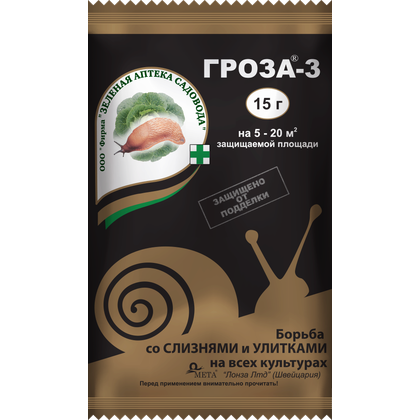 ООО "Фирма "ЗЕЛЕНАЯ АПТЕКА САДОВОДА"
ГРОЗА®-3
15 г
на 5 - 20 м²
защищаемой площади
ЗАЩИЩЕНО
ОТ
ПОДДЕЛКИ
Борьба
со СЛИЗНЯМИ и УЛИТКАМИ
на всех культурах
МЕТА "Лонза Лтд" (Швейцария)
Перед применением внимательно прочитать!